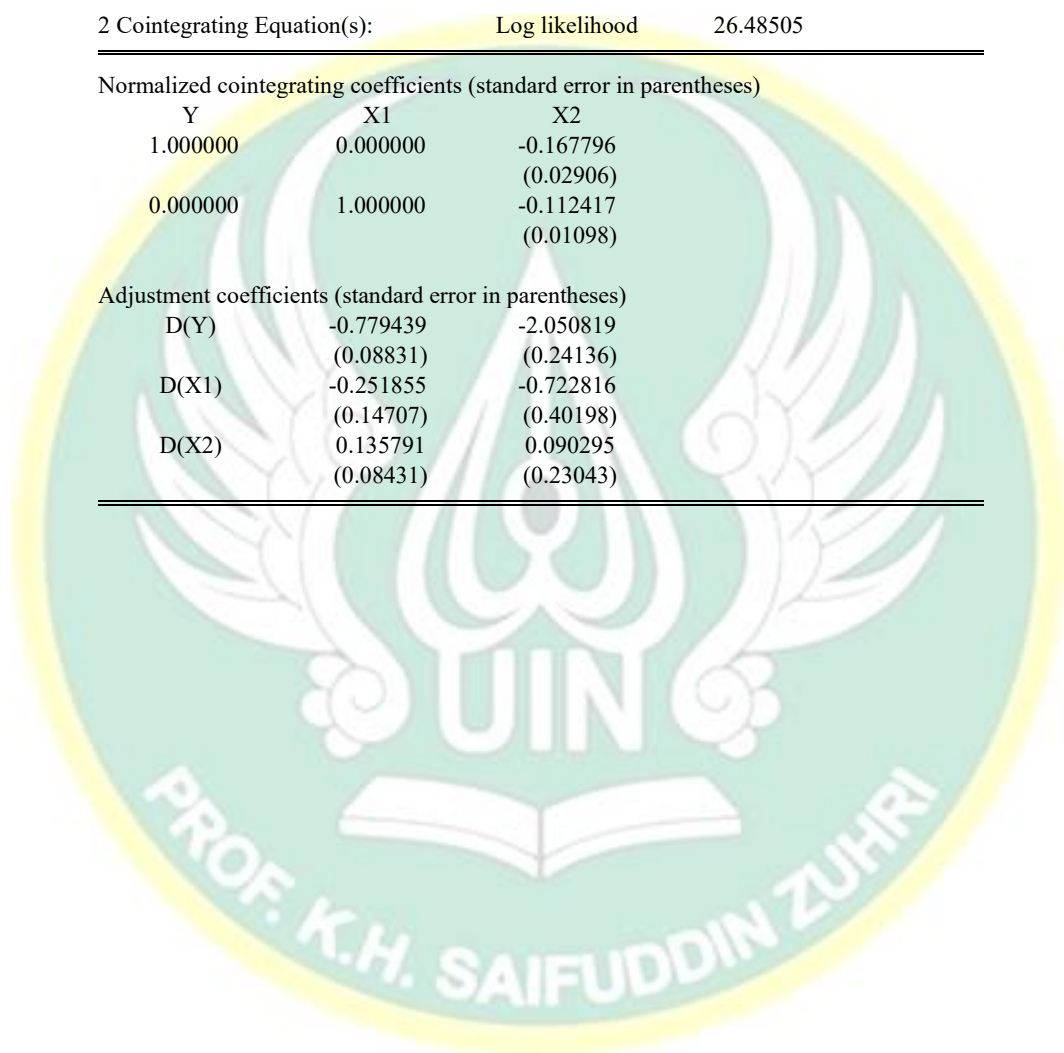 2 Cointegrating Equation(s): Log likelihood 26.48505
Normalized cointegrating coefficients (standard error in parentheses)
Y X1 X2
1.000000 0.000000 -0.167796
(0.02906)
0.000000 1.000000 -0.112417
(0.01098)
Adjustment coefficients (standard error in parentheses)
D(Y) -0.779439 -2.050819
(0.08831) (0.24136)
D(X1) -0.251855 -0.722816
(0.14707) (0.40198)
D(X2) 0.135791 0.090295
(0.08431) (0.23043)
UIN
PROF. K.H. SAIFUDDIN ZUHRI